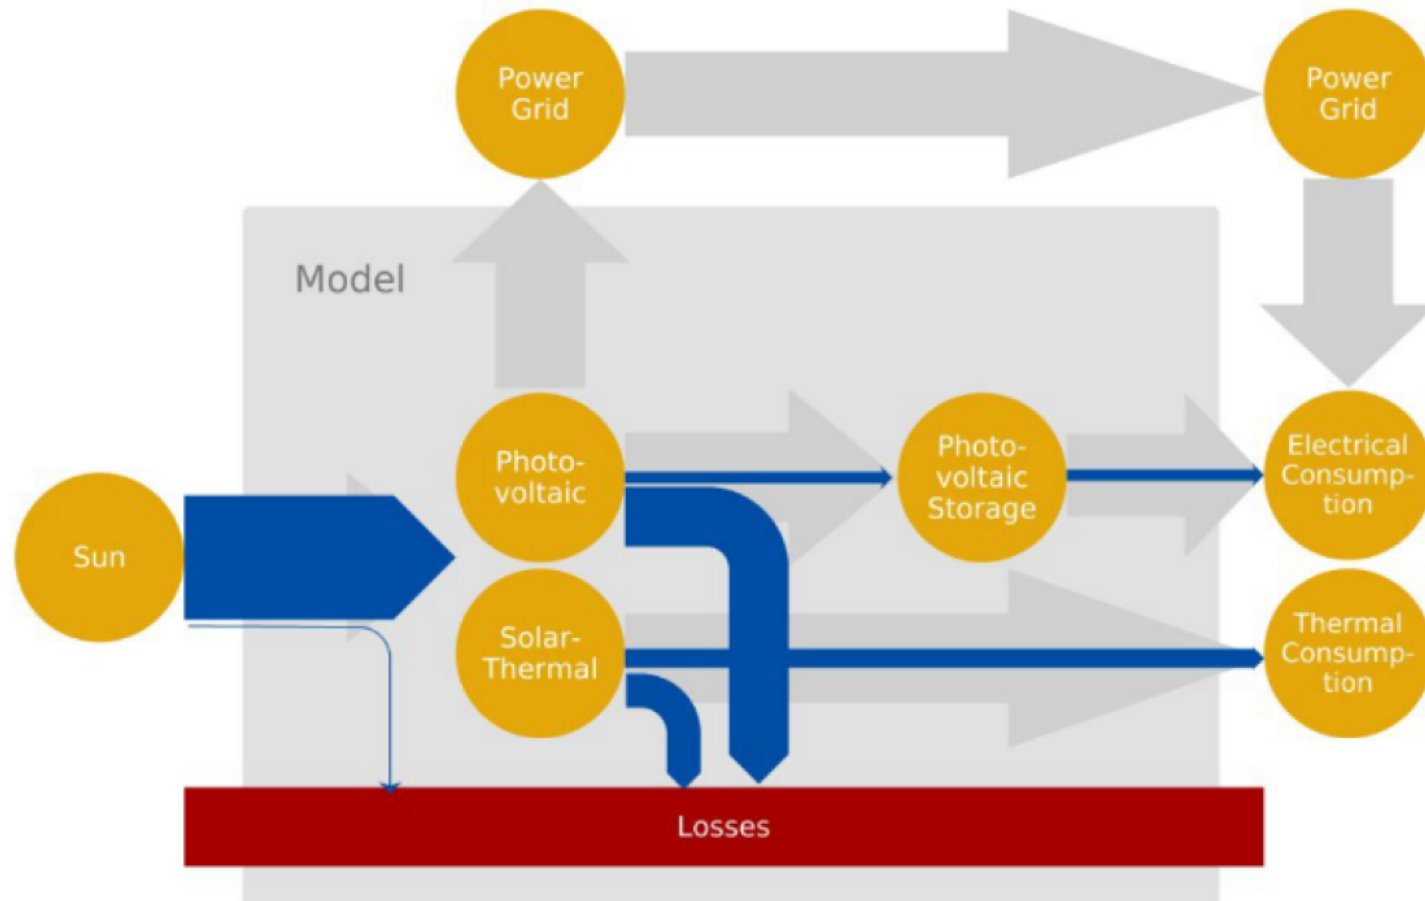 Power
Grid
Power
Grid
Model
Photo-
voltaic
Photo-
voltaic
Storage
Electrical
Consump-
tion
Sun
Solar-
Thermal
Thermal
Consump-
tion
Losses